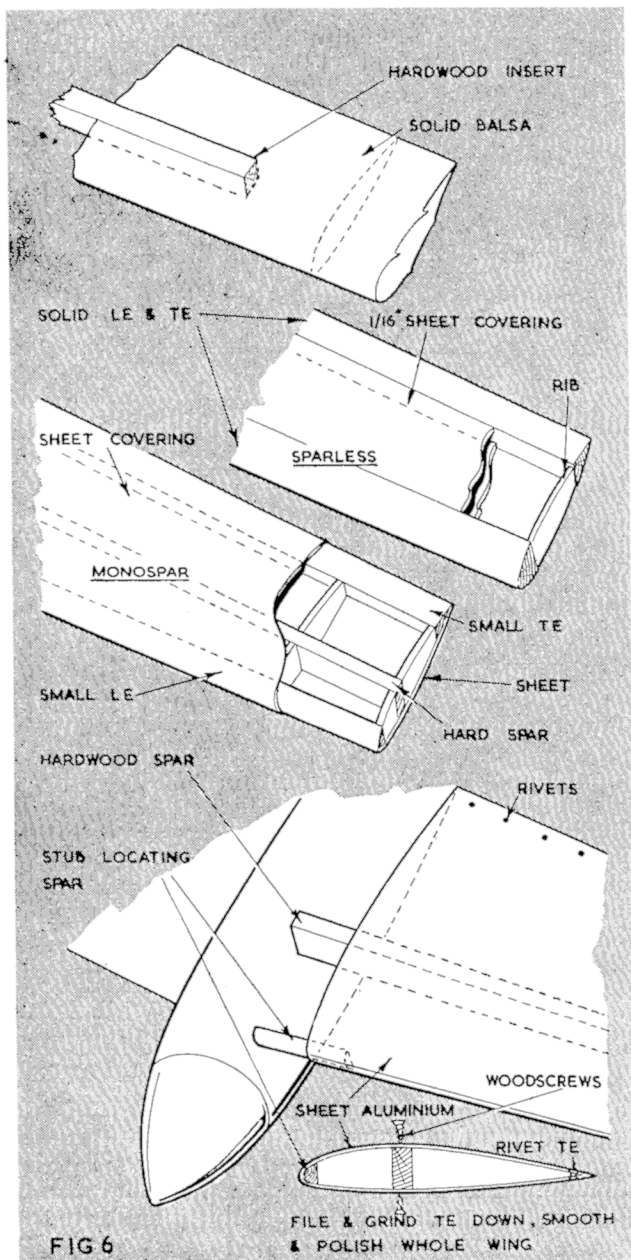 HARDWOOD INSERT
SOLID BALSA
SOLID LE & TE
1/16" SHEET COVERING
RIB
SHEET COVERING
SPARLESS
MONOSPAR
SMALL TE
SMALL LE
SHEET
HARD SPAR
HARDWOOD SPAR
RIVETS
STUB LOCATING
SPAR
WOODSCREWS
SHEET ALUMINIUM
RIVET TE
FILE & GRIND TE DOWN, SMOOTH
& POLISH WHOLE WING
FIG 6